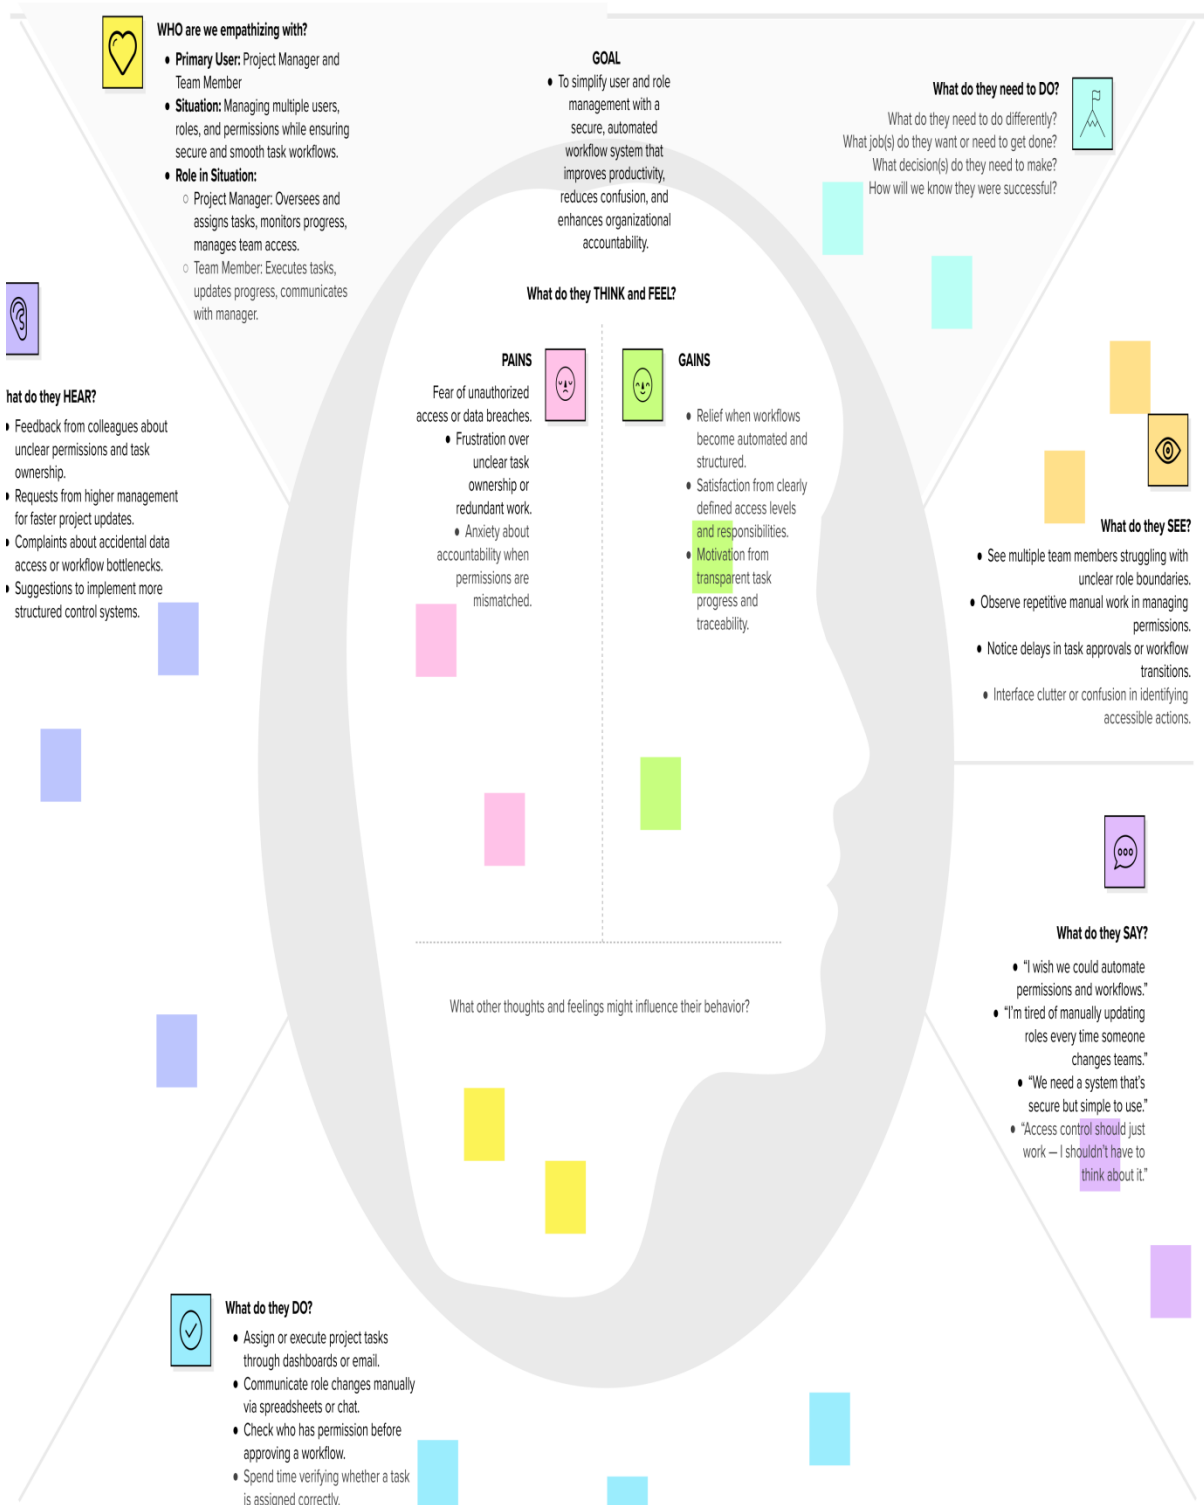 WHO are we empathizing with?
• Primary User: Project Manager and
Team Member
• Situation: Managing multiple users,
roles, and permissions while ensuring
secure and smooth task workflows.
• Role in Situation:
○ Project Manager: Oversees and
assigns tasks, monitors progress,
manages team access.
○ Team Member: Executes tasks,
updates progress, communicates
with manager.
GOAL
• To simplify user and role
management with a
secure, automated
workflow system that
improves productivity,
reduces confusion, and
enhances organizational
accountability.
What do they need to DO?
What do they need to do differently?
What job(s) do they want or need to get done?
What decision(s) do they need to make?
How will we know they were successful?
hat do they HEAR?
• Feedback from colleagues about
unclear permissions and task
ownership.
• Requests from higher management
for faster project updates.
• Complaints about accidental data
access or workflow bottlenecks.
• Suggestions to implement more
structured control systems.
What do they THINK and FEEL?
PAINS
Fear of unauthorized
access or data breaches.
• Frustration over
unclear task
ownership or
redundant work.
• Anxiety about
accountability when
permissions are
mismatched.
GAINS
• Relief when workflows
become automated and
structured.
• Satisfaction from clearly
defined access levels
and responsibilities.
• Motivation from
transparent task
progress and
traceability.
What do they SEE?
• See multiple team members struggling with
unclear role boundaries.
• Observe repetitive manual work in managing
permissions.
• Notice delays in task approvals or workflow
transitions.
• Interface clutter or confusion in identifying
accessible actions.
What other thoughts and feelings might influence their behavior?
What do they SAY?
• “I wish we could automate
permissions and workflows.”
• “I’m tired of manually updating
roles every time someone
changes teams.”
• “We need a system that’s
secure but simple to use.”
• “Access control should just
work — I shouldn’t have to
think about it.”
What do they DO?
• Assign or execute project tasks
through dashboards or email.
• Communicate role changes manually
via spreadsheets or chat.
• Check who has permission before
approving a workflow.
• Spend time verifying whether a task
is assigned correctly.